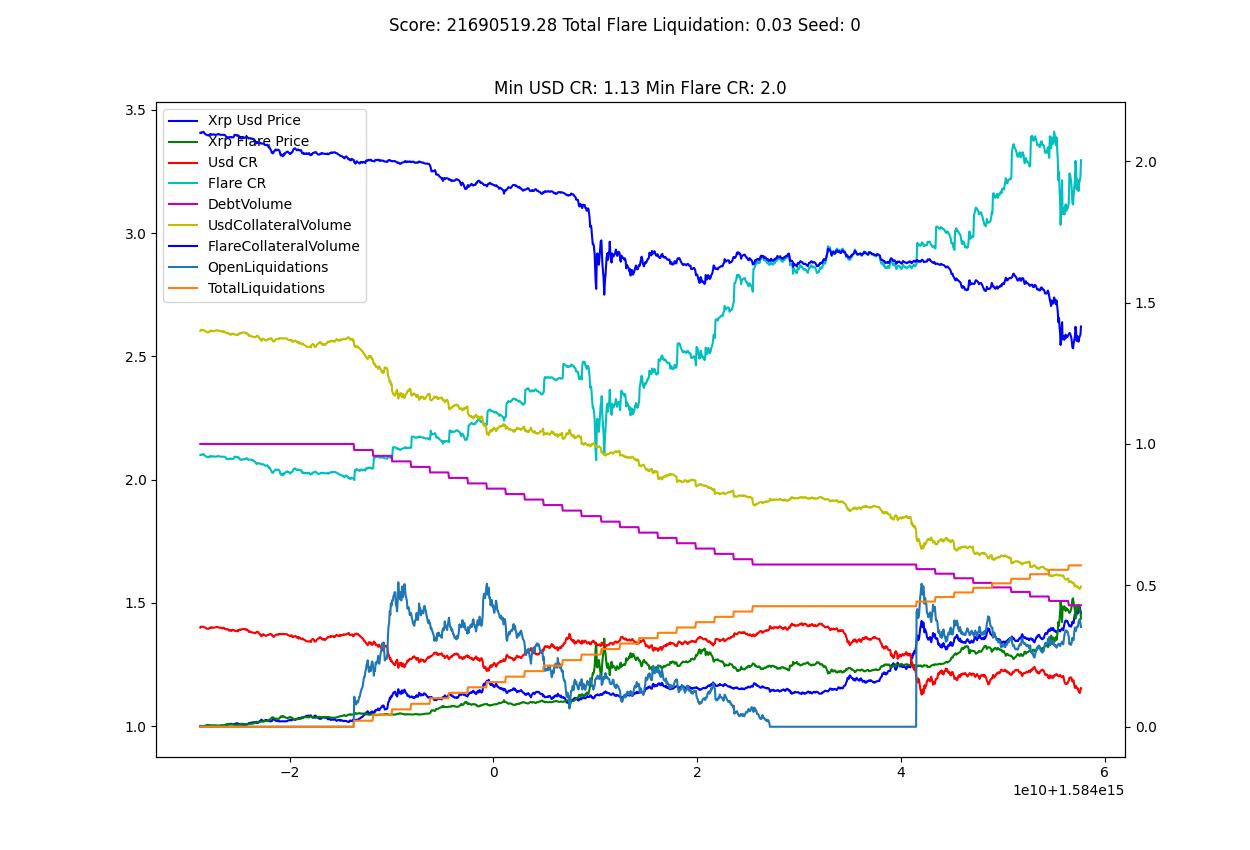 Score: 21690519.28 Total Flare Liquidation: 0.03 Seed: 0
Min USD CR: 1.13 Min Flare CR: 2.0
3.5
3.0
2.5
2.0
1.5
1.0
Xrp Usd Price
Xrp Flare Price
Usd CR
Flare CR
DebtVolume
UsdCollateralVolume
FlareCollateralVolume
OpenLiquidations
TotalLiquidations
2.0
1.5
1.0
0.5
0.0
−2 0 2 4 6
1e10+1.584e15